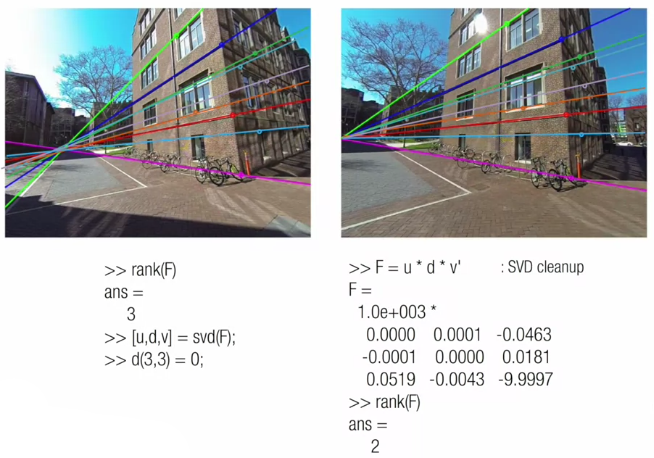 >> rank(F)
ans =
3
>> [u,d,v] = svd(F);
>> d(3,3) = 0;
>> F = u * d * v' : SVD cleanup
F =
1.0e+003 *
0.0000 0.0001 -0.0463
-0.0001 0.0000 0.0181
0.0519 -0.0043 -9.9997
>> rank(F)
ans =
2